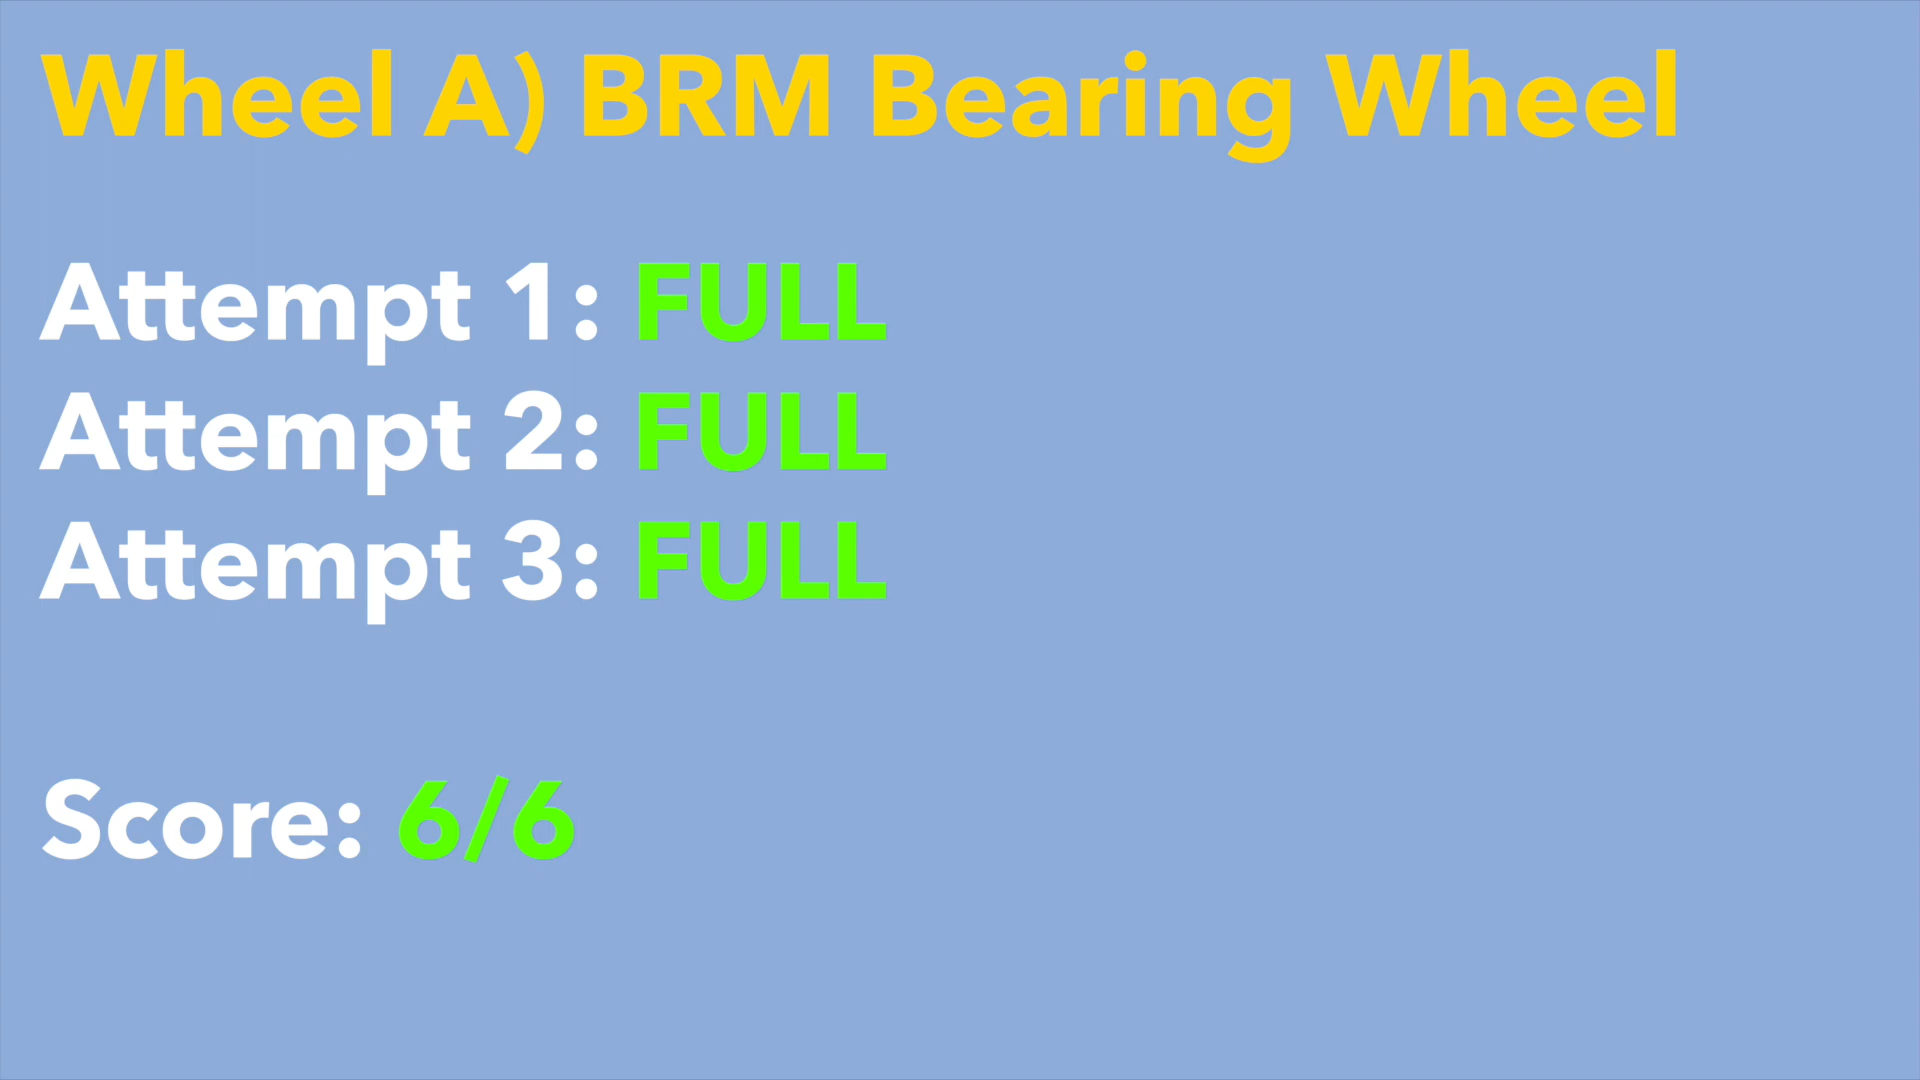 Wheel A) BRM Bearing Wheel
Attempt 1: FULL
Attempt 2: FULL
Attempt 3: FULL
Score: 6/6